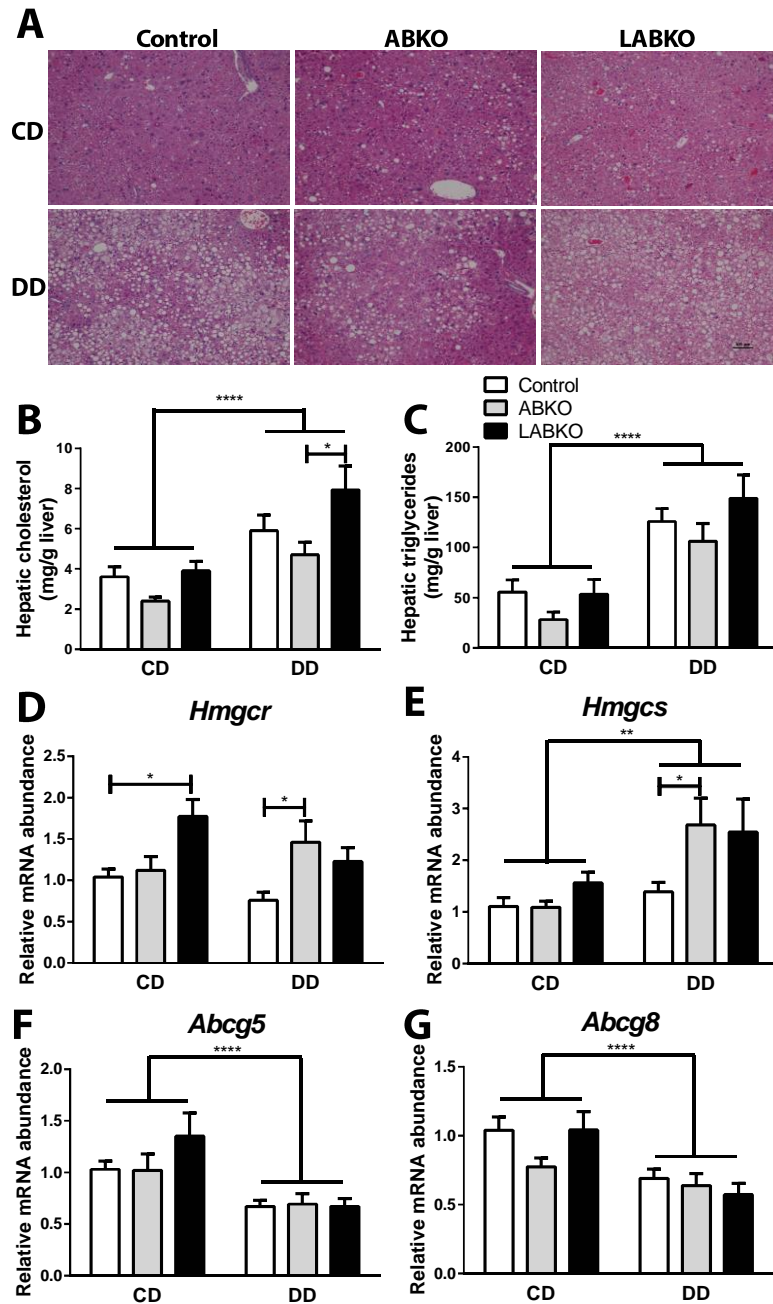 A
Control ABKO LABKO
CD
DD
Control
ABKO
LABKO
B
****
*
Hepatic cholesterol
(mg/g liver)
10
8
6
4
2
0
CD DD
C
****
Hepatic triglycerides
(mg/g liver)
200
150
100
50
0
CD DD
D
Hmgcr
Relative mRNA abundance
2.5
2.0
1.5
1.0
0.5
0.0
*
*
CD DD
E
Hmgcs
Relative mRNA abundance
4
3
2
1
0
**
*
CD DD
F
Abcg5
Relative mRNA abundance
2.0
1.5
1.0
0.5
0.0
****
CD DD
G
Abcg8
Relative mRNA abundance
1.5
1.0
0.5
0.0
****
CD DD